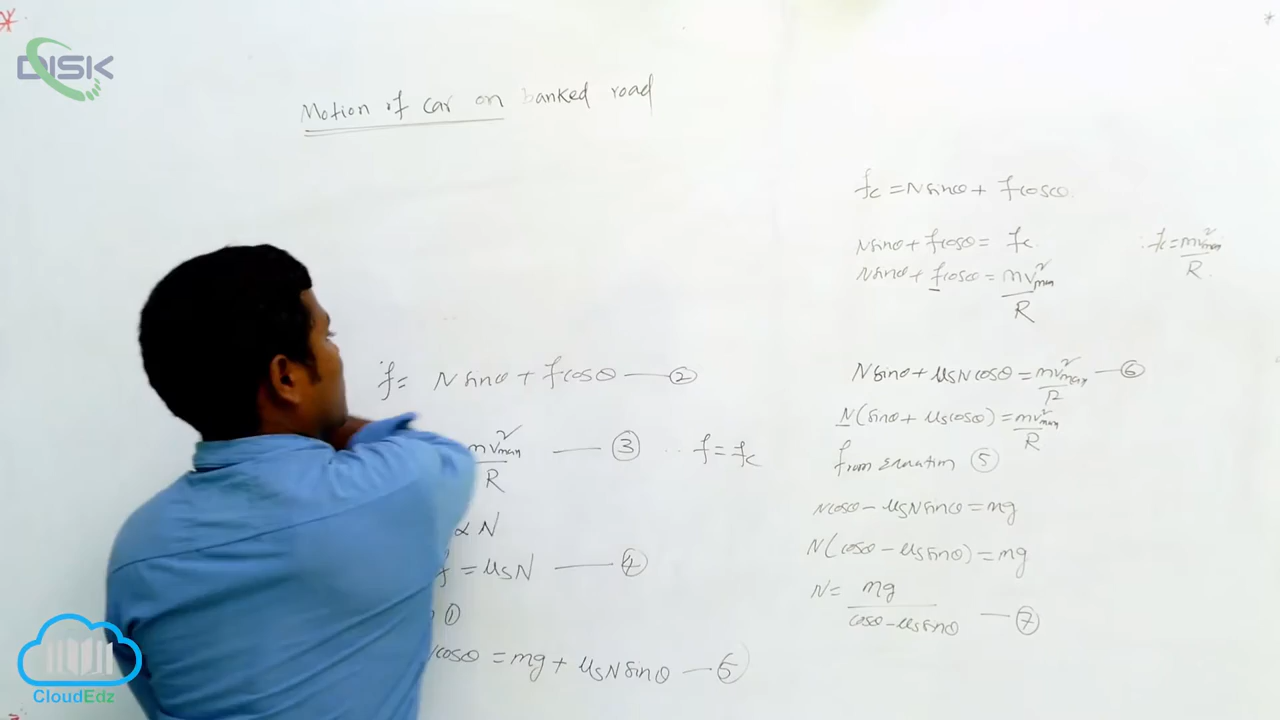 DISK
Motion of car on banked road
f = N sinθ + f cosθ — ②
mv²max / R — ③ ∴ f = fc
∝ N
f = μsN — ④
①
cosθ = mg + μsN sinθ — ⑤
fc = N sinθ + f cosθ
N sinθ + f cosθ = fc ∴ fc = mv²max / R
N sinθ + f cosθ = mv²max / R
N sinθ + μsN cosθ = mv²max / R — ⑥
N(sinθ + μs cosθ) = mv²max / R
from equation ⑤
N cosθ - μsN sinθ = mg
N(cosθ - μs sinθ) = mg
N = mg / cosθ - μs sinθ — ⑦
CloudEdz